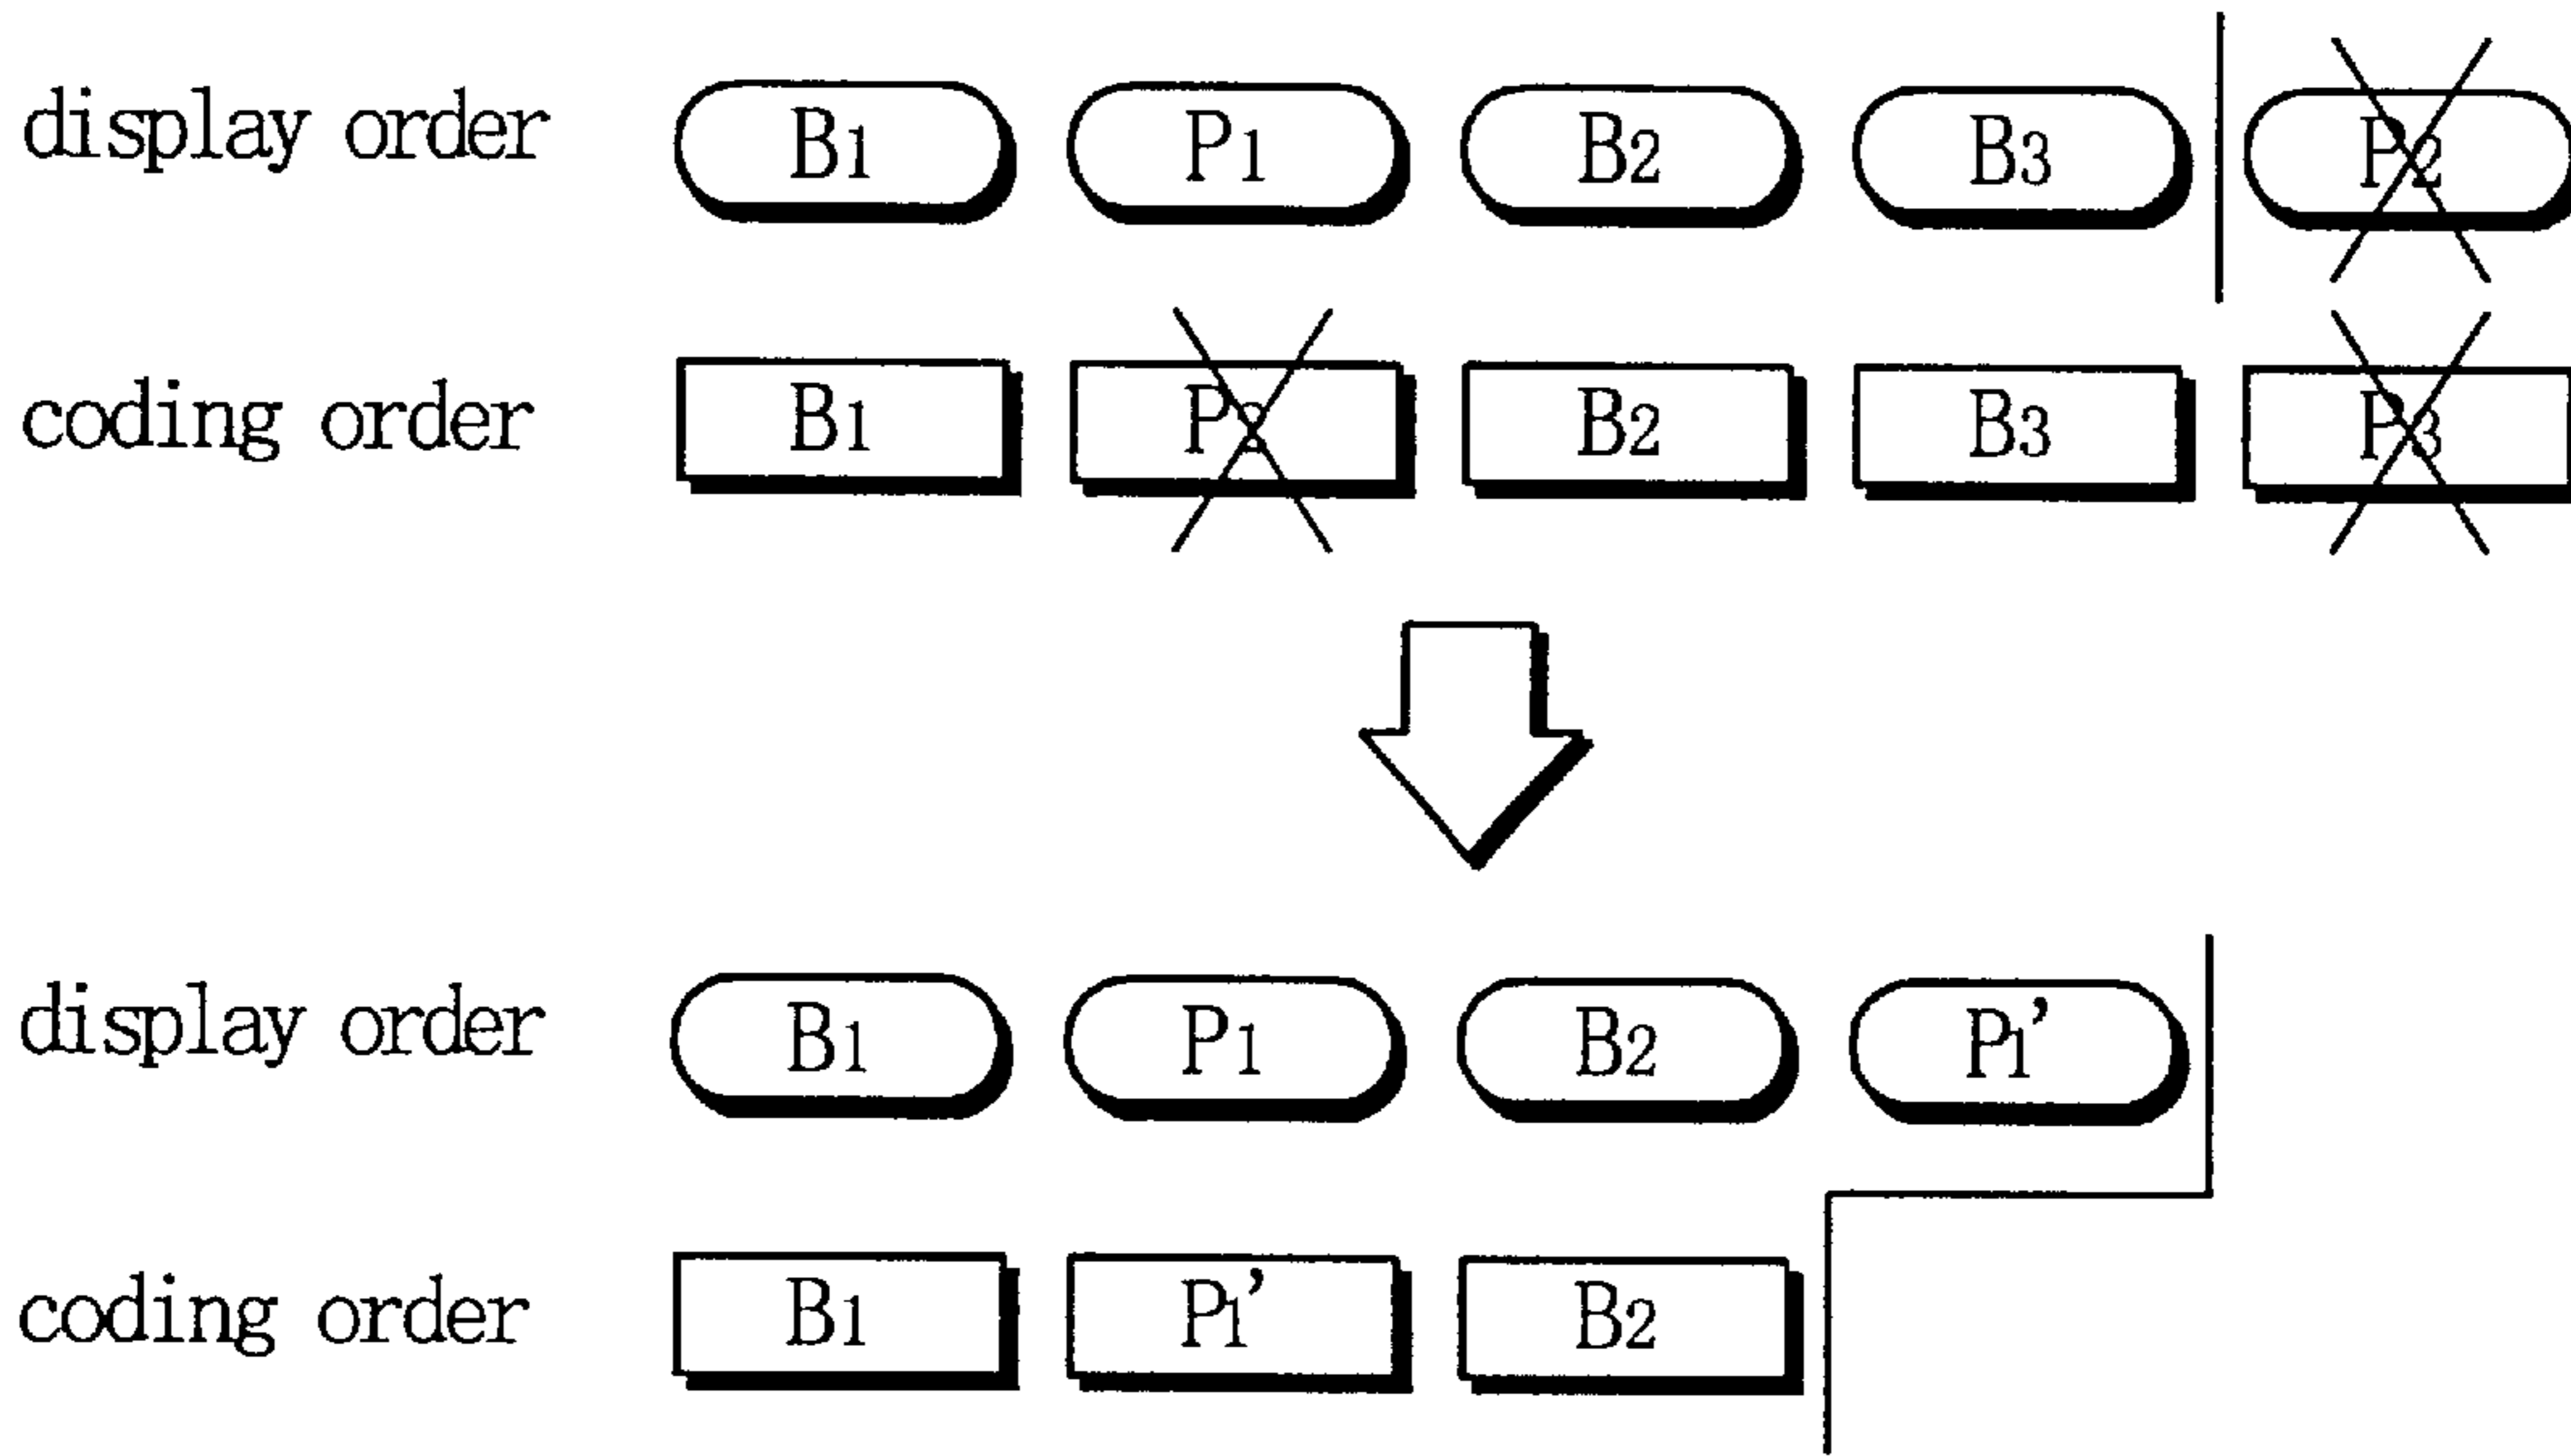 display order B1 P1 B2 B3 P2
coding order B1 P2 B2 B3 P3
display order B1 P1 B2 P1’
coding order B1 P1’ B2